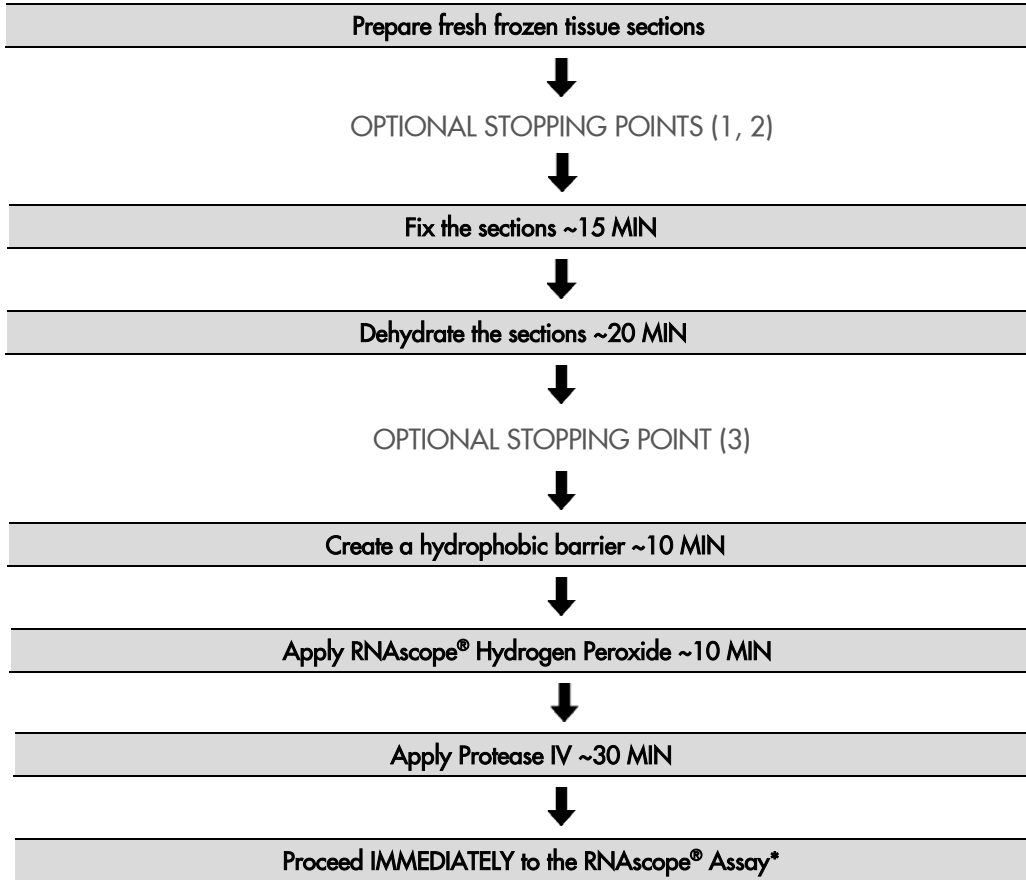 Prepare fresh frozen tissue sections
OPTIONAL STOPPING POINTS (1, 2)
Fix the sections ~15 MIN
Dehydrate the sections ~20 MIN
OPTIONAL STOPPING POINT (3)
Create a hydrophobic barrier ~10 MIN
Apply RNAscope® Hydrogen Peroxide ~10 MIN
Apply Protease IV ~30 MIN
Proceed IMMEDIATELY to the RNAscope® Assay*